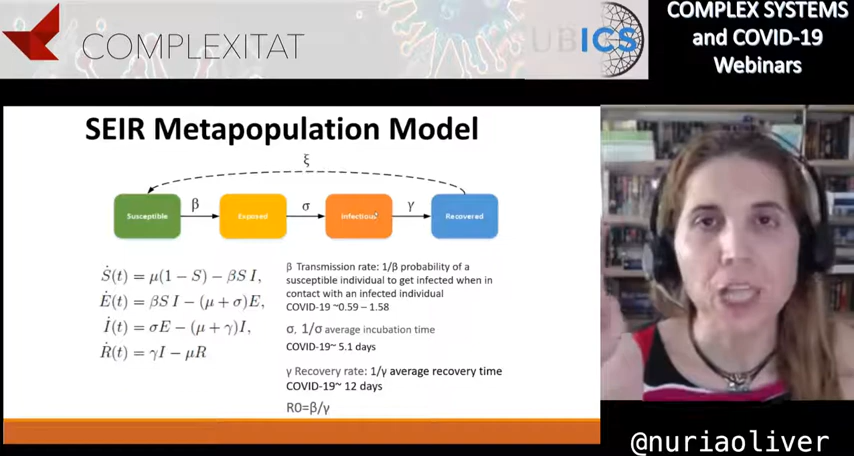 COMPLEXITAT
UBICS
COMPLEX SYSTEMS
and COVID-19
Webinars
SEIR Metapopulation Model
ξ
Susceptible
β
Exposed
σ
Infectious
γ
Recovered
Ṡ(t) = μ(1 − S) − βS I,
Ė(t) = βS I − (μ + σ)E,
İ(t) = σE − (μ + γ)I,
Ṙ(t) = γI − μR
β Transmission rate: 1/β probability of a
susceptible individual to get infected when in
contact with an infected individual
COVID-19 ~0.59 – 1.58
σ, 1/σ average incubation time
COVID-19~ 5.1 days
γ Recovery rate: 1/γ average recovery time
COVID-19~ 12 days
R0=β/γ
@nuriaoliver